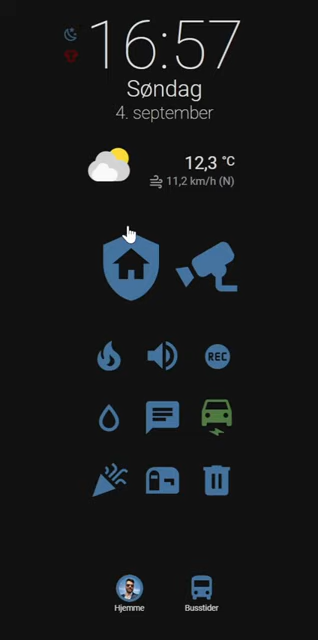 16:57
Søndag
4. september
12,3 °C
11,2 km/h (N)
REC
Hjemme
Busstider